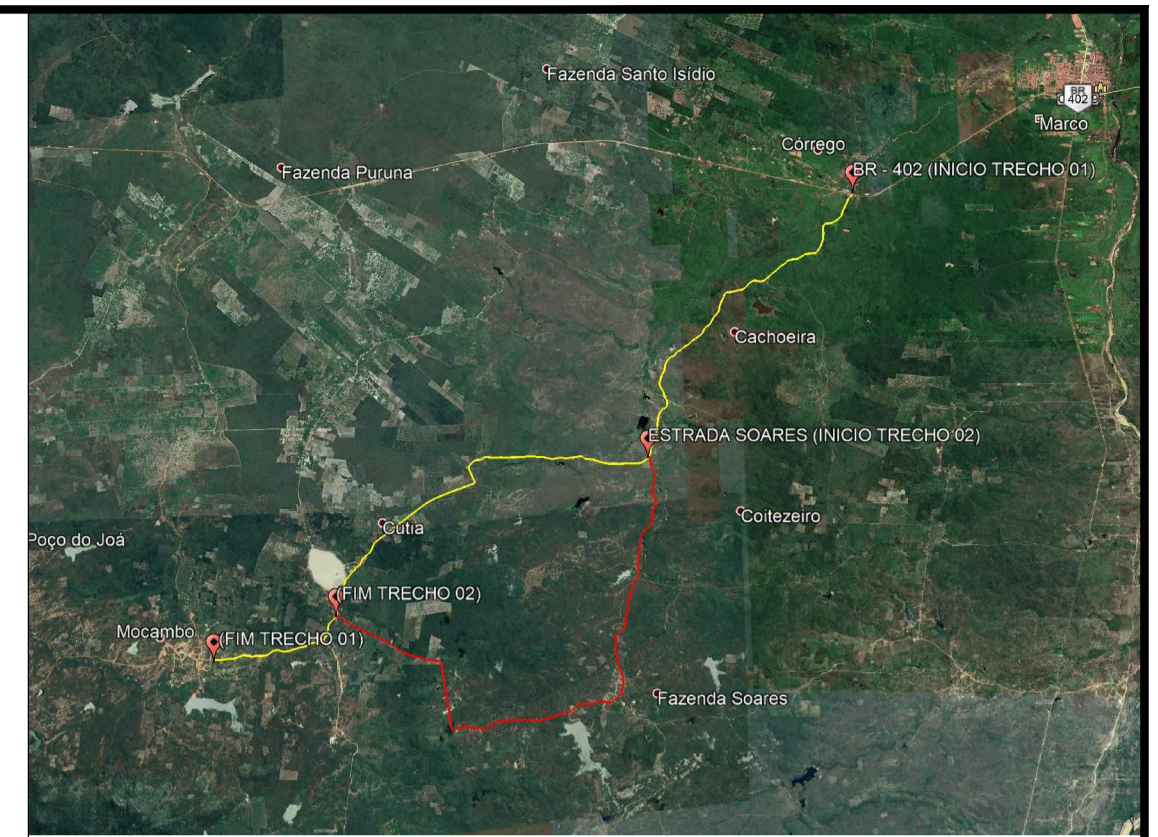 Fazenda Santo Isídio
BR
402
Marco
Córrego
Fazenda Puruna
BR - 402 (INICIO TRECHO 01)
Cachoeira
ESTRADA SOARES (INICIO TRECHO 02)
Coitezeiro
Cutia
Poço do Joá
(FIM TRECHO 02)
Mocambo
(FIM TRECHO 01)
Fazenda Soares